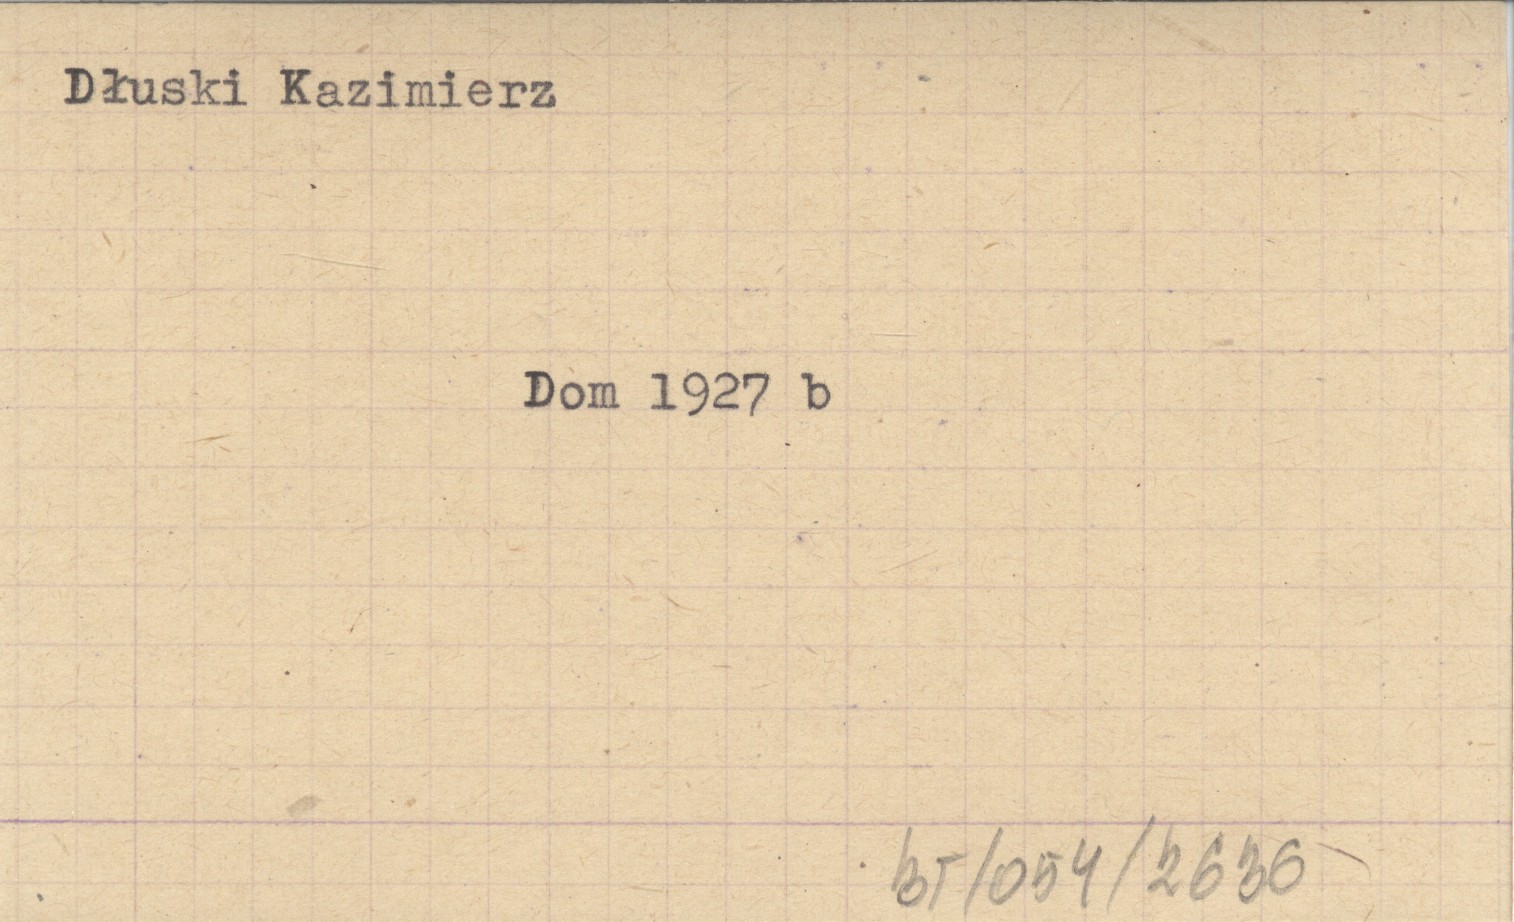 Dłuski Kazimierz
Dom 1927 b
BT/054/2636